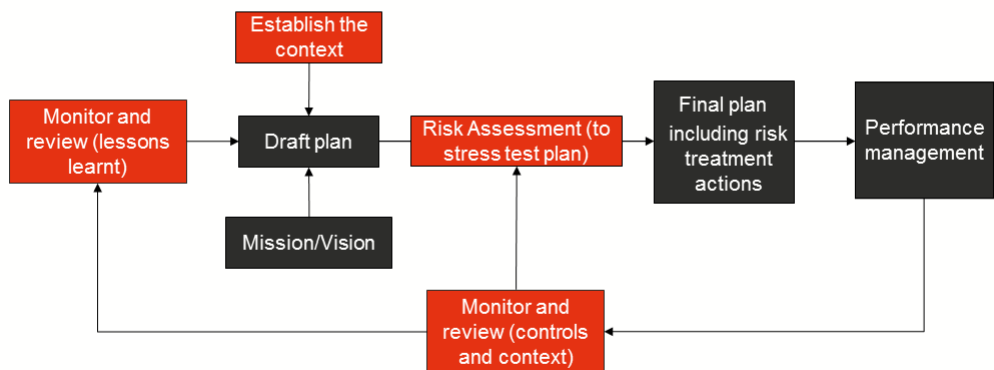 Establish the
context
Monitor and
review (lessons
learnt)
Draft plan
Risk Assessment (to
stress test plan)
Final plan
including risk
treatment
actions
Performance
management
Mission/Vision
Monitor and
review (controls
and context)